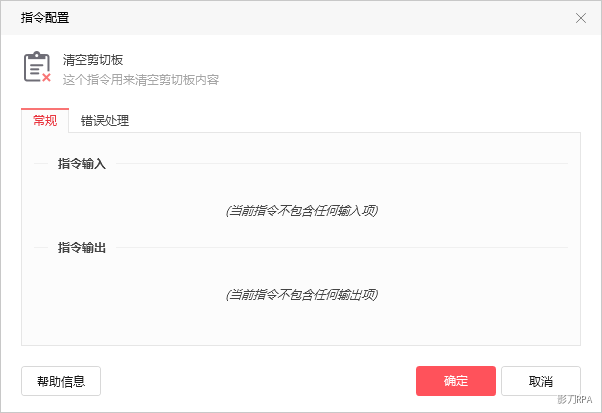 指令配置
清空剪切板
这个指令用来清空剪切板内容
常规 错误处理
指令输入
(当前指令不包含任何输入项)
指令输出
(当前指令不包含任何输出项)
帮助信息 确定 取消
影刀RPA